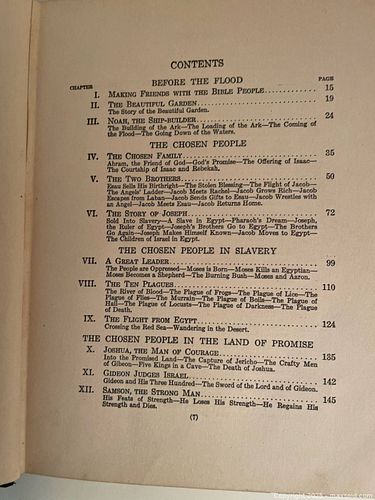 CONTENTS
BEFORE THE FLOOD
CHAPTER PAGE
I. MAKING FRIENDS WITH THE BIBLE PEOPLE 15
II. THE BEAUTIFUL GARDEN 19
The Story of the Beautiful Garden.
III. NOAH, THE SHIP-BUILDER 24
The Building of the Ark—The Loading of the Ark—The Coming of
the Flood—The Going Down of the Waters.
THE CHOSEN PEOPLE
IV. THE CHOSEN FAMILY 35
Abram, the Friend of God—God's Promise—The Offering of Isaac—
The Courtship of Isaac and Rebekah.
V. THE TWO BROTHERS 50
Esau Sells His Birthright—The Stolen Blessing—The Flight of Jacob—
The Angels' Ladder—Jacob Meets Rachel—Jacob Grows Rich—Jacob
Escapes from Laban—Jacob Sends Gifts to Esau—Jacob Wrestles with
an Angel—Jacob Meets Esau—Jacob Returns Home.
VI. THE STORY OF JOSEPH 72
Sold Into Slavery—A Slave in Egypt—Pharaoh's Dream—Joseph,
the Ruler of Egypt—Joseph's Brothers Go to Egypt—The Brothers
Go Again—Joseph Makes Himself Known—Jacob Moves to Egypt—
The Children of Israel in Egypt.
THE CHOSEN PEOPLE IN SLAVERY
VII. A GREAT LEADER 99
The People are Oppressed—Moses is Born—Moses Kills an Egyptian—
Moses Becomes a Shepherd—The Burning Bush—Moses and Aaron.
VIII. THE TEN PLAGUES 110
The River of Blood—The Plague of Frogs—The Plague of Lice—The
Plague of Flies—The Murrain—The Plague of Boils—The Plague of
Hail—The Plague of Locusts—The Plague of Darkness—The Plague
of Death.
IX. THE FLIGHT FROM EGYPT 124
Crossing the Red Sea—Wandering in the Desert.
THE CHOSEN PEOPLE IN THE LAND OF PROMISE
X. JOSHUA, THE MAN OF COURAGE 135
Into the Promised Land—The Capture of Jericho—The Crafty Men
of Gibeon—Five Kings in a Cave—The Death of Joshua.
XI. GIDEON JUDGES ISRAEL 142
Gideon and His Three Hundred—The Sword of the Lord and of Gideon.
XII. SAMSON, THE STRONG MAN 145
His Feats of Strength—He Loses His Strength—He Regains His
Strength and Dies.
(7)